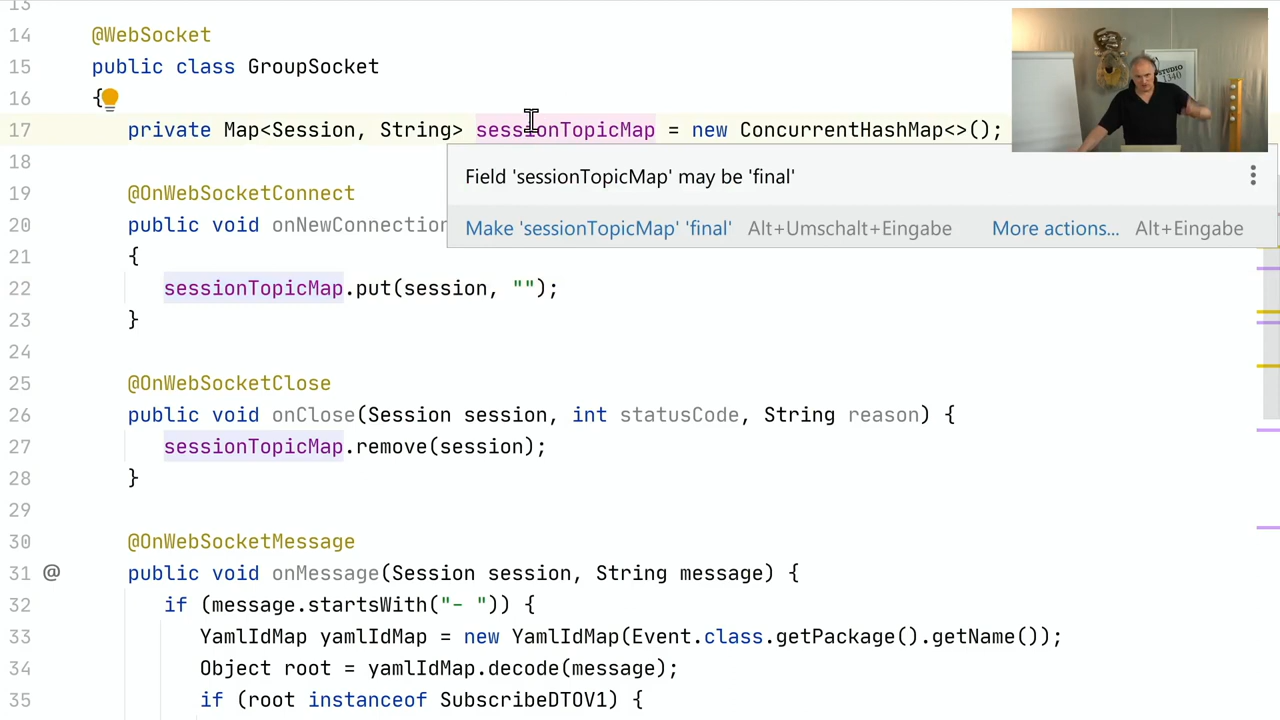 13
14 @WebSocket
15 public class GroupSocket
16 {
17 private Map<Session, String> sessionTopicMap = new ConcurrentHashMap<>();
18
Field 'sessionTopicMap' may be 'final'
19 @OnWebSocketConnect
20 public void onNewConnection
Make 'sessionTopicMap' 'final' Alt+Umschalt+Eingabe More actions... Alt+Eingabe
21 {
22 sessionTopicMap.put(session, "");
23 }
24
25 @OnWebSocketClose
26 public void onClose(Session session, int statusCode, String reason) {
27 sessionTopicMap.remove(session);
28 }
29
30 @OnWebSocketMessage
31 @ public void onMessage(Session session, String message) {
32 if (message.startsWith("- ")) {
33 YamlIdMap yamlIdMap = new YamlIdMap(Event.class.getPackage().getName());
34 Object root = yamlIdMap.decode(message);
35 if (root instanceof SubscribeDTOV1) {
STUDIO
1340